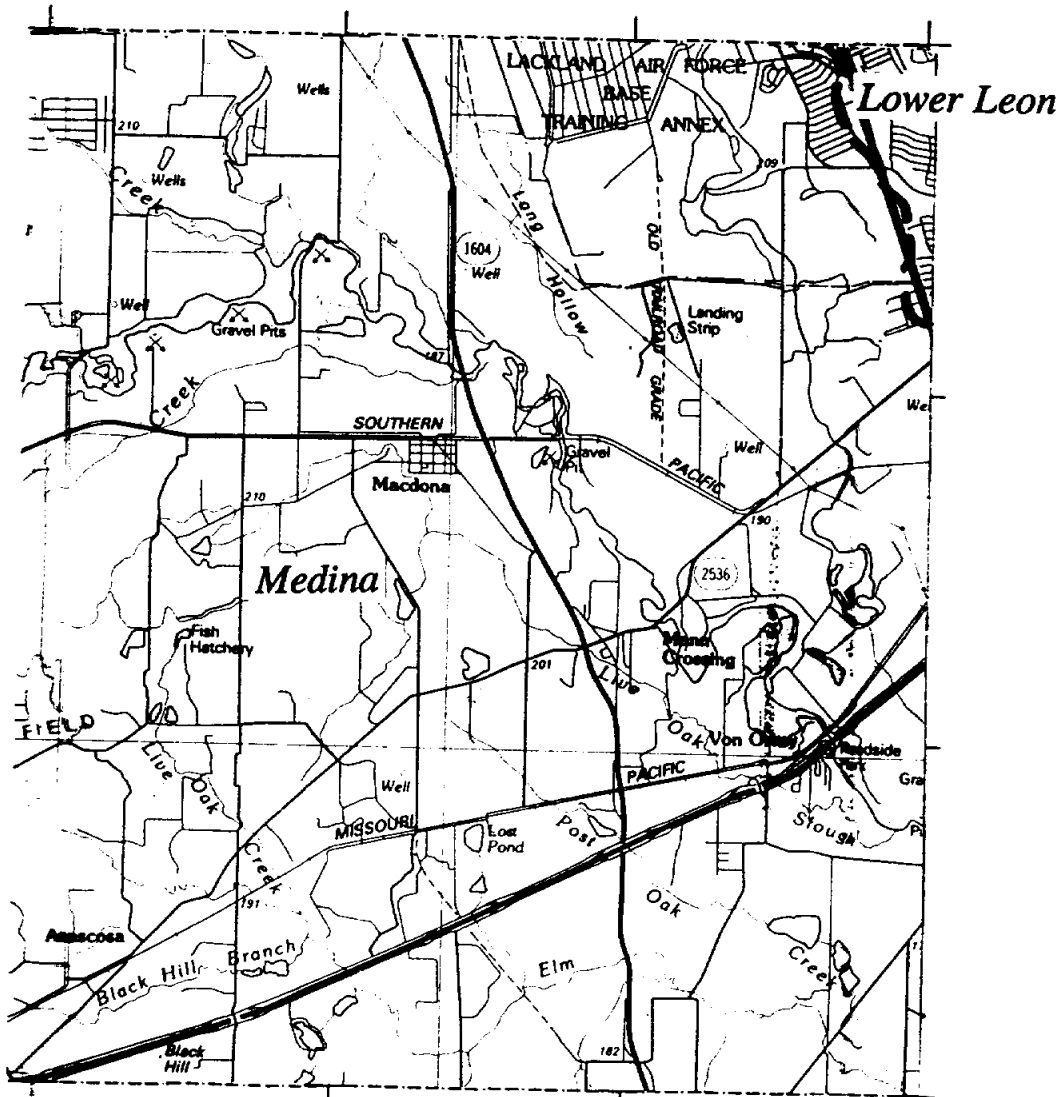 LACKLAND AIR FORCE
BASE
TRAINING ANNEX
Lower Leon
Wells
210
Wells
Creek
209
Long
Hollow
OLD
RAILROAD
GRADE
1604
Well
Well
Gravel Pits
Landing
Strip
187
Creek
SOUTHERN
PACIFIC
Well
Gravel
Pit
Macdona
210
190
Medina
2536
Fish
Hatchery
201
Crossing
Live
Oak
FIELD
Von Ormy
Roadside
Park
PACIFIC
Live
Oak
Creek
Well
MISSOURI
Lost
Pond
Post
Oak
Creek
Slough
191
Atascosa
Black Hill Branch
Elm
Black
Hill
182